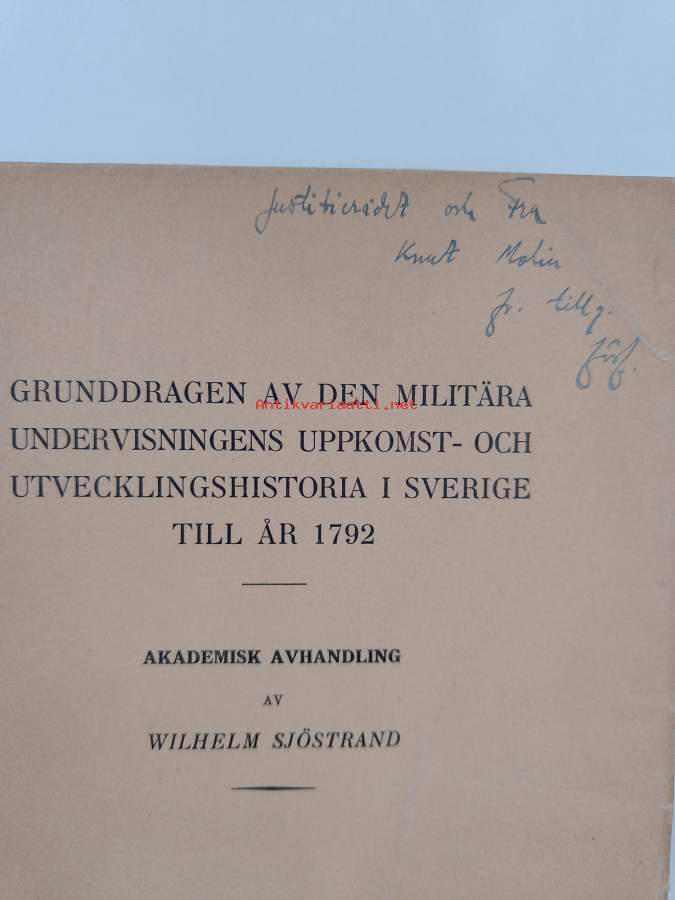 Justitierådet och Fru
Knut Molin
fr. tillg.
förf.
GRUNDDRAGEN AV DEN MILITÄRA
Antikvariaatti.net
UNDERVISNINGENS UPPKOMST- OCH
UTVECKLINGSHISTORIA I SVERIGE
TILL ÅR 1792
AKADEMISK AVHANDLING
AV
WILHELM SJÖSTRAND